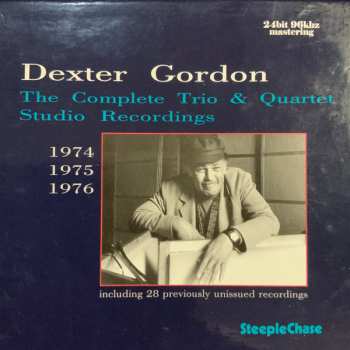 24bit 96khz
mastering
Dexter Gordon
The Complete Trio & Quartet
Studio Recordings
1974
1975
1976
including 28 previously unissued recordings
SteepleChase